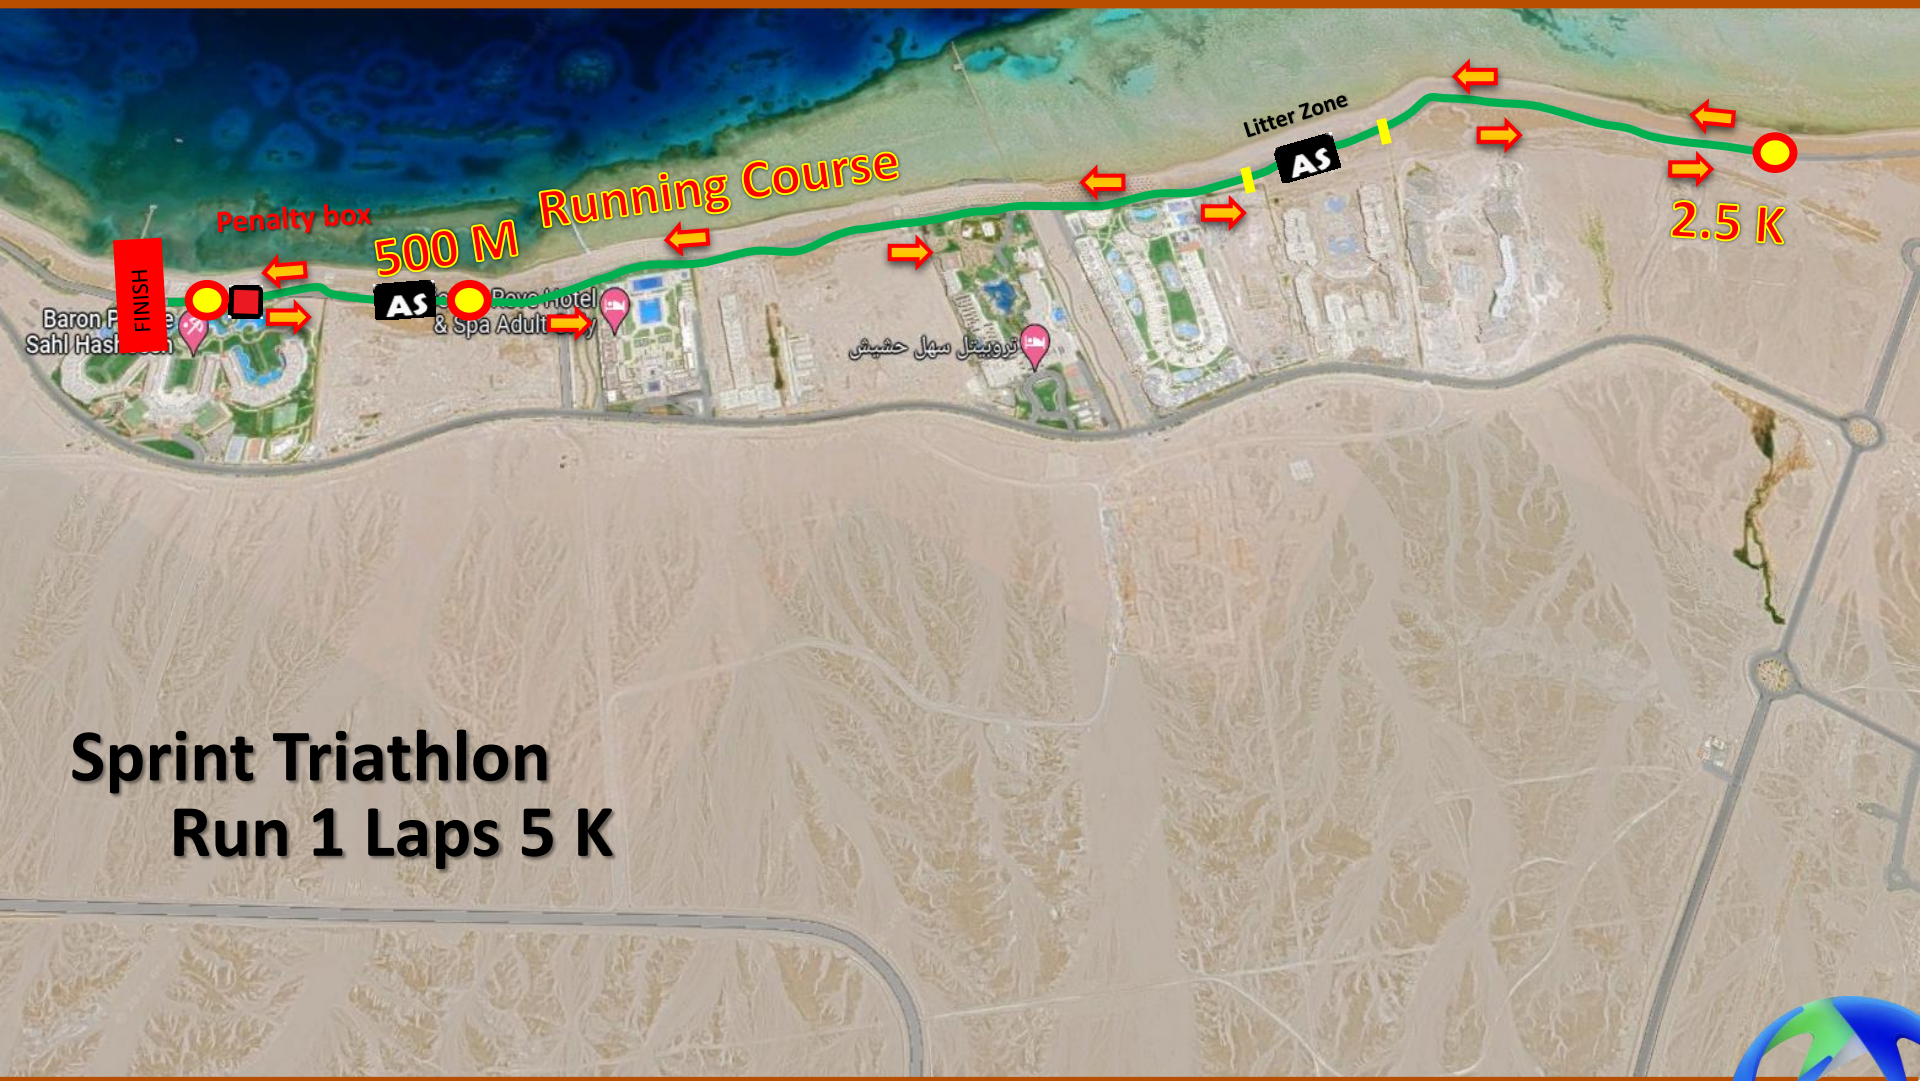 Litter Zone
AS
Running Course
Penalty box
500 M
2.5 K
FINISH
AS
Baron P
Sahl Hash
Hotel
& Spa Adult
تروبيتل سهل حشيش
Sprint Triathlon
Run 1 Laps 5 K